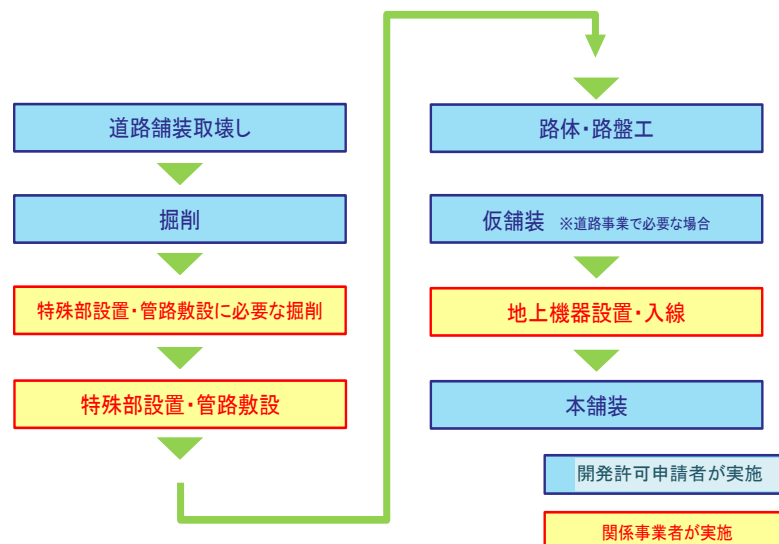 道路舗装取壊し
掘削
特殊部設置・管路敷設に必要な掘削
特殊部設置・管路敷設
路体・路盤工
仮舗装 ※道路事業で必要な場合
地上機器設置・入線
本舗装
開発許可申請者が実施
関係事業者が実施